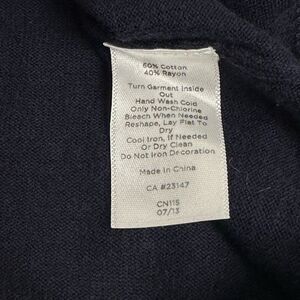 60% Cotton
40% Rayon
Turn Garment Inside
Out
Hand Wash Cold
Only Non-Chlorine
Bleach When Needed
Reshape, Lay Flat To
Dry
Cool Iron, if Needed
Or Dry Clean
Do Not Iron Decoration
Made in China
CA #23147
CN115
07/13